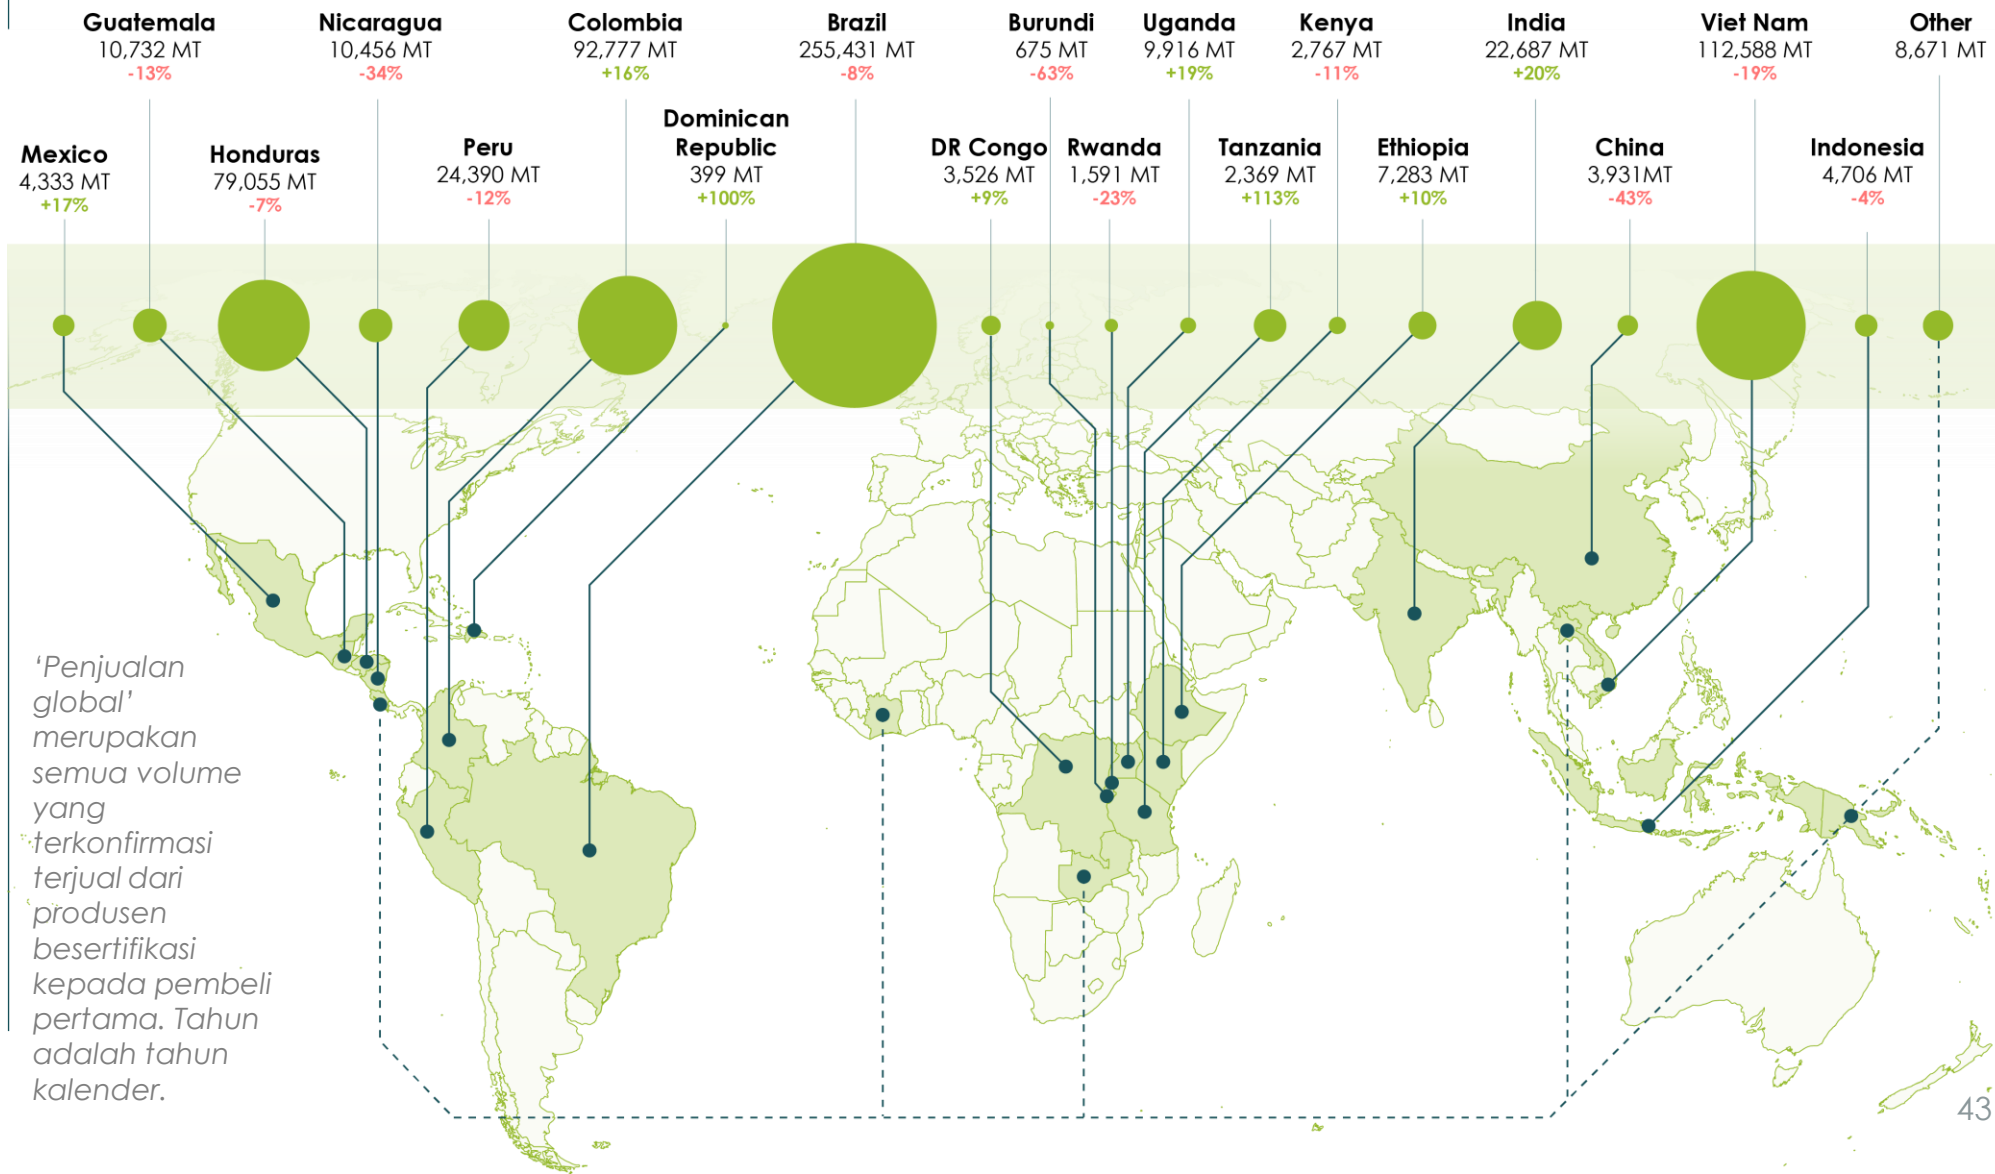 Guatemala
10,732 MT
-13%
Nicaragua
10,456 MT
-34%
Colombia
92,777 MT
+16%
Brazil
255,431 MT
-8%
Burundi
675 MT
-63%
Uganda
9,916 MT
+19%
Kenya
2,767 MT
-11%
India
22,687 MT
+20%
Viet Nam
112,588 MT
-19%
Other
8,671 MT
Mexico
4,333 MT
+17%
Honduras
79,055 MT
-7%
Peru
24,390 MT
-12%
Dominican
Republic
399 MT
+100%
DR Congo
3,526 MT
+9%
Rwanda
1,591 MT
-23%
Tanzania
2,369 MT
+113%
Ethiopia
7,283 MT
+10%
China
3,931MT
-43%
Indonesia
4,706 MT
-4%
‘Penjualan
global’
merupakan
semua volume
yang
terkonfirmasi
terjual dari
produsen
besertifikasi
kepada pembeli
pertama. Tahun
adalah tahun
kalender.
43